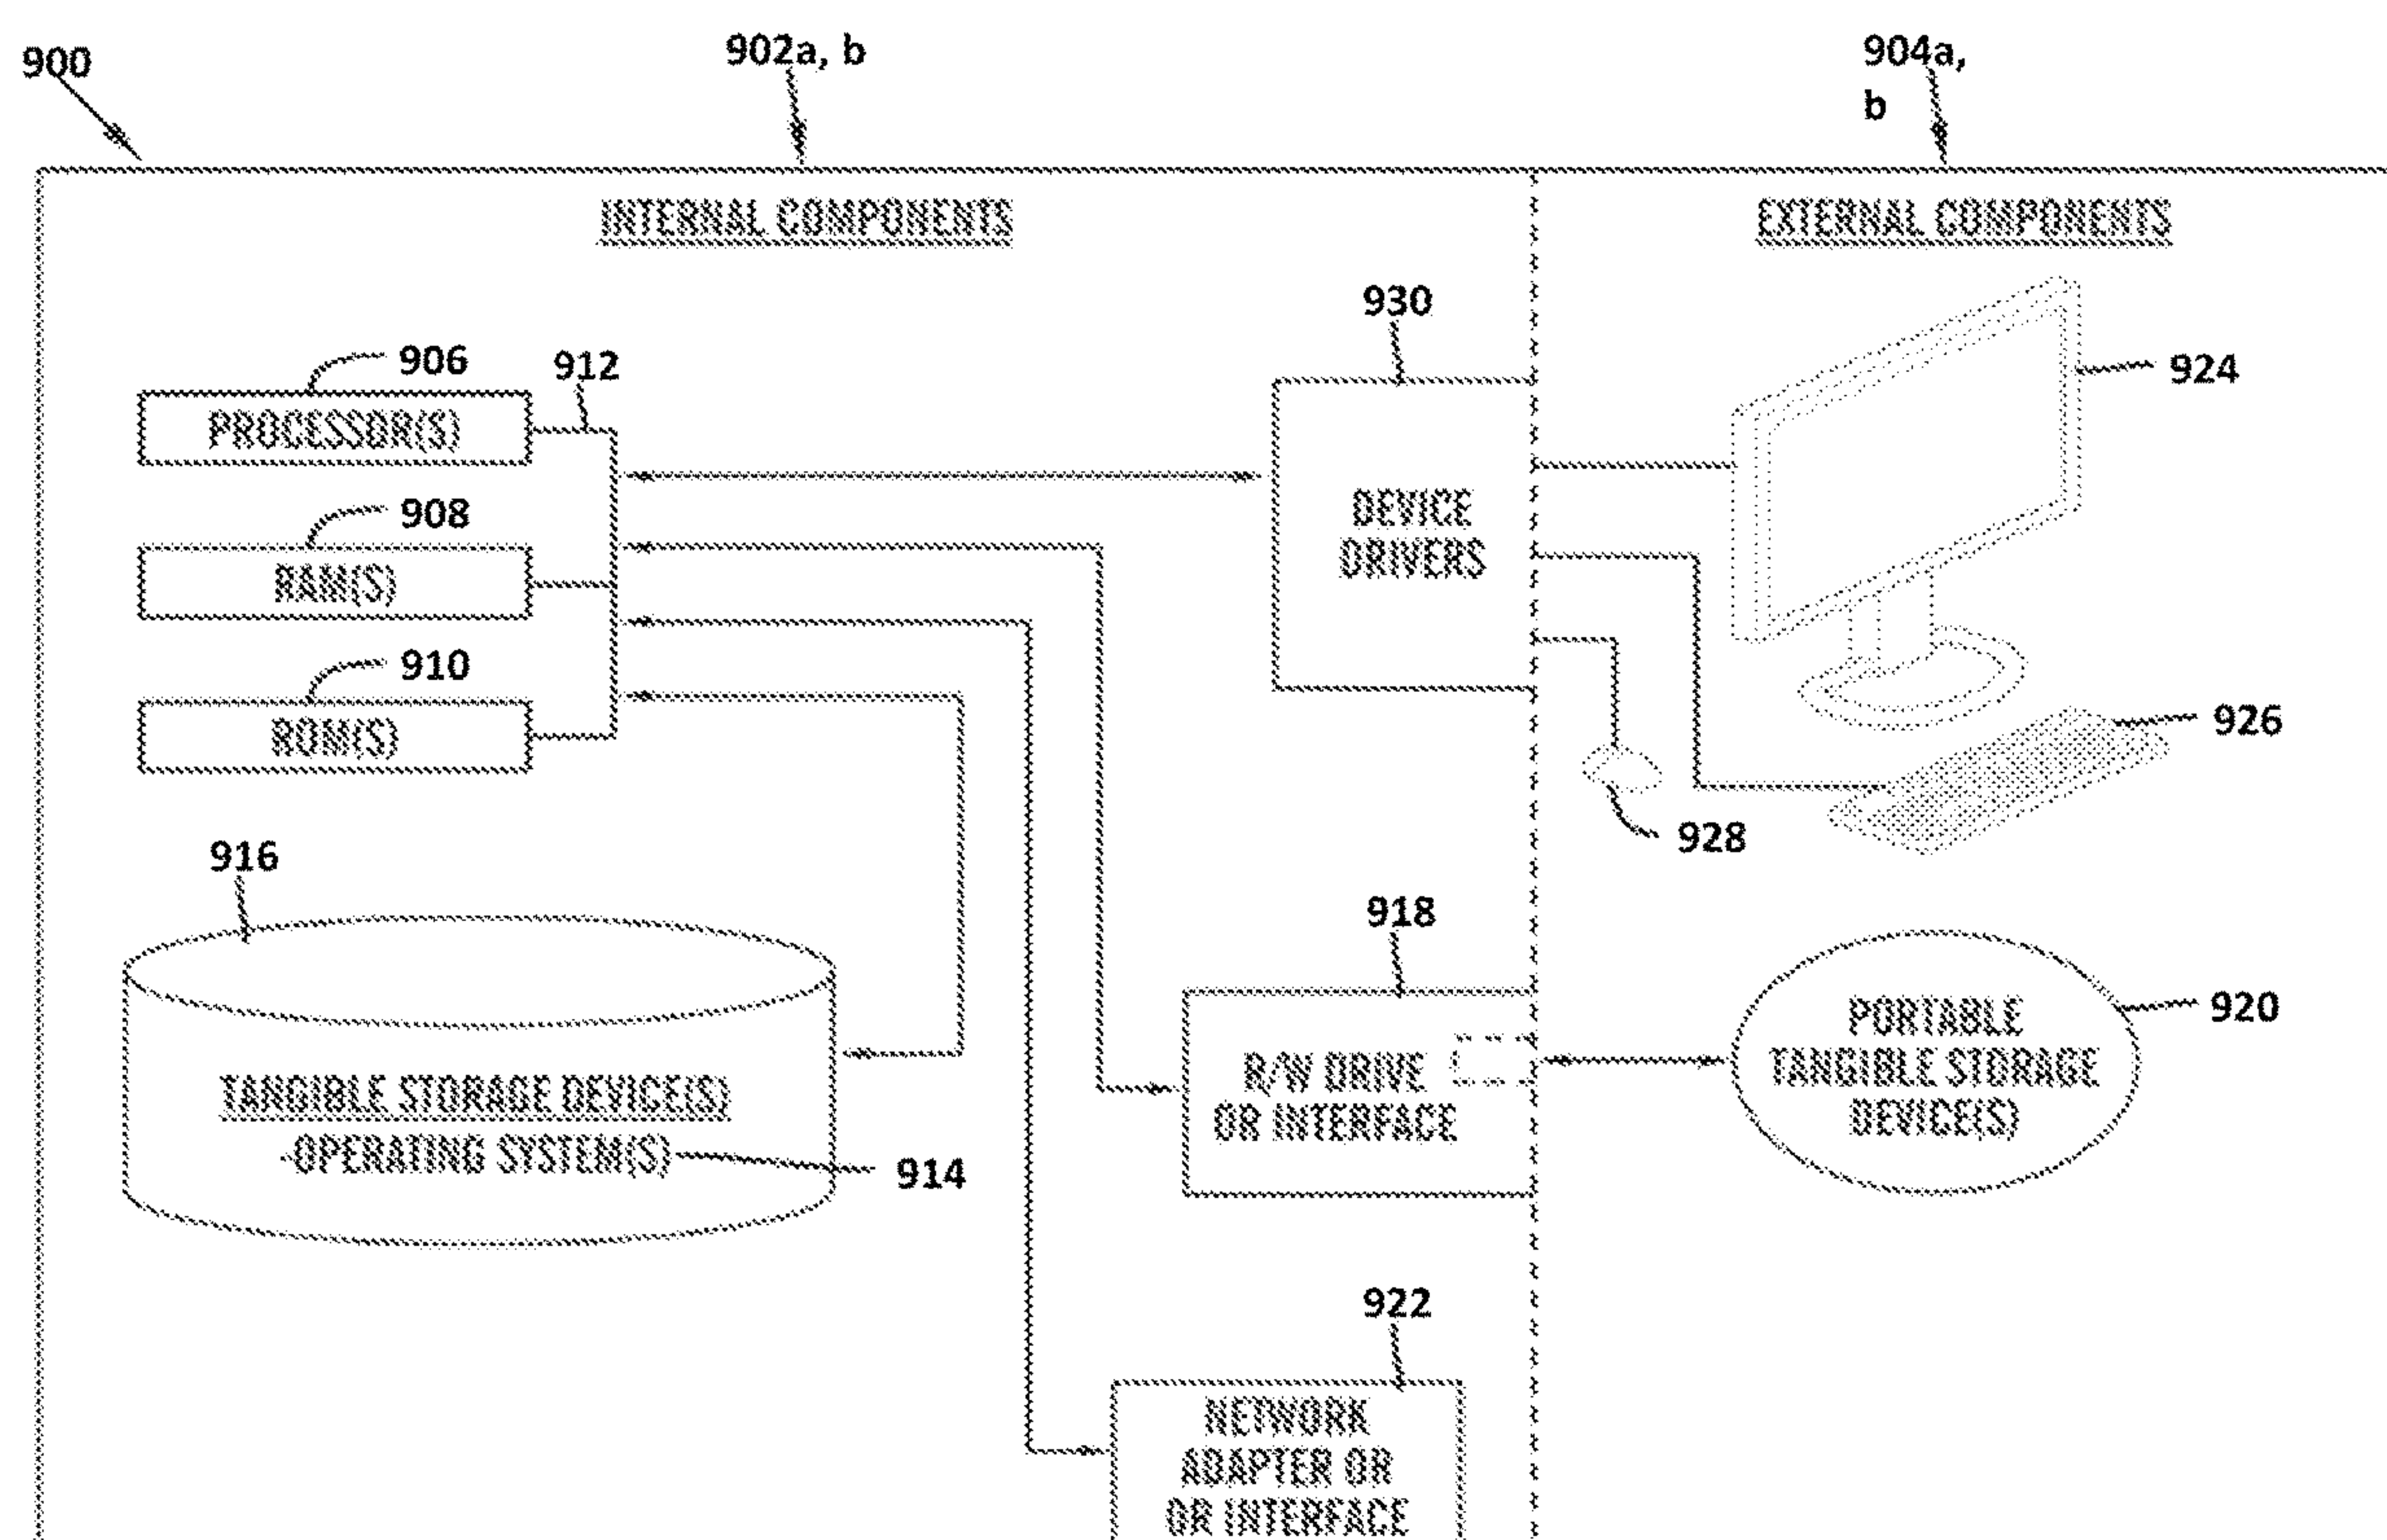 900
902a, b
904a,
b
INTERNAL COMPONENTS
EXTERNAL COMPONENTS
930
924
906
912
PROCESSOR(S)
908
RAM(S)
DEVICE
DRIVERS
910
ROM(S)
926
928
916
918
920
PORTABLE
TANGIBLE STORAGE
DEVICE(S)
R/W DRIVE
OR INTERFACE
TANGIBLE STORAGE DEVICE(S)
-OPERATING SYSTEM(S)
914
922
NETWORK
ADAPTER OR
OR INTERFACE